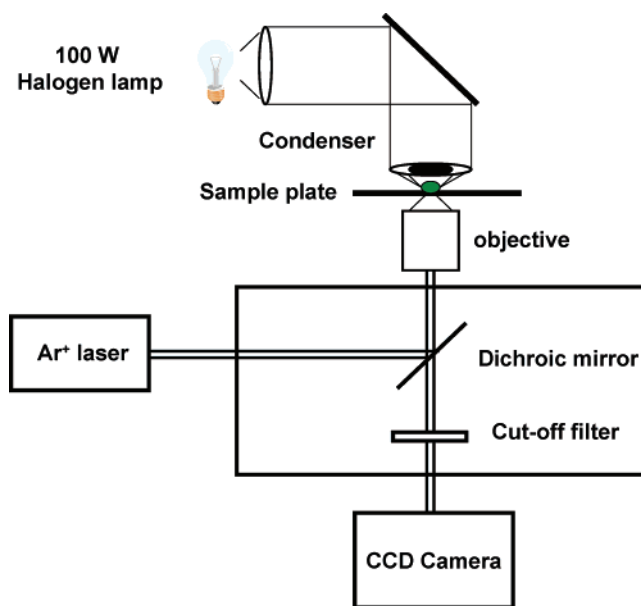 100 W
Halogen lamp
Condenser
Sample plate
objective
Ar⁺ laser
Dichroic mirror
Cut-off filter
CCD Camera